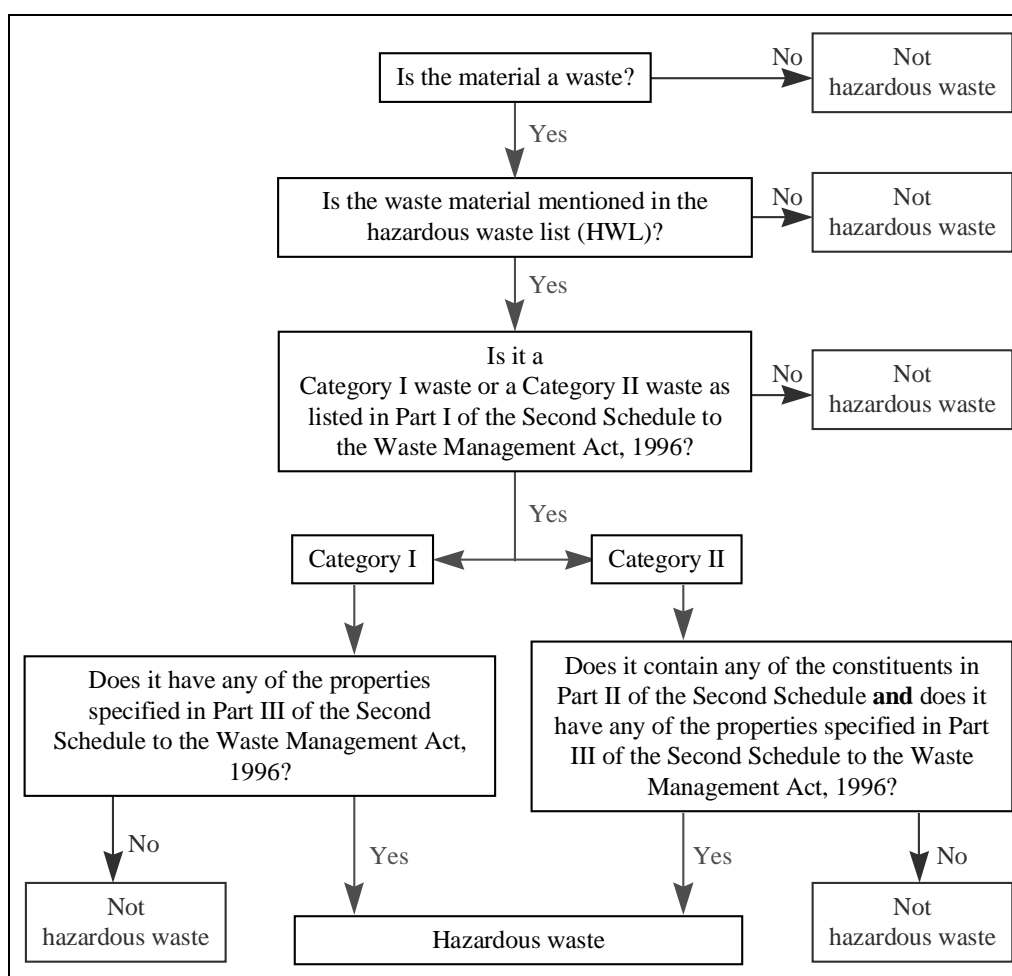 Is the material a waste?
No
Not
hazardous waste
Yes
Is the waste material mentioned in the
hazardous waste list (HWL)?
No
Not
hazardous waste
Yes
Is it a
Category I waste or a Category II waste as
listed in Part I of the Second Schedule to
the Waste Management Act, 1996?
No
Not
hazardous waste
Yes
Category I
Category II
Does it have any of the properties
specified in Part III of the Second
Schedule to the Waste Management Act,
1996?
Does it contain any of the constituents in
Part II of the Second Schedule and does it
have any of the properties specified in Part
III of the Second Schedule to the Waste
Management Act, 1996?
No
Yes
Yes
No
Not
hazardous waste
Hazardous waste
Not
hazardous waste